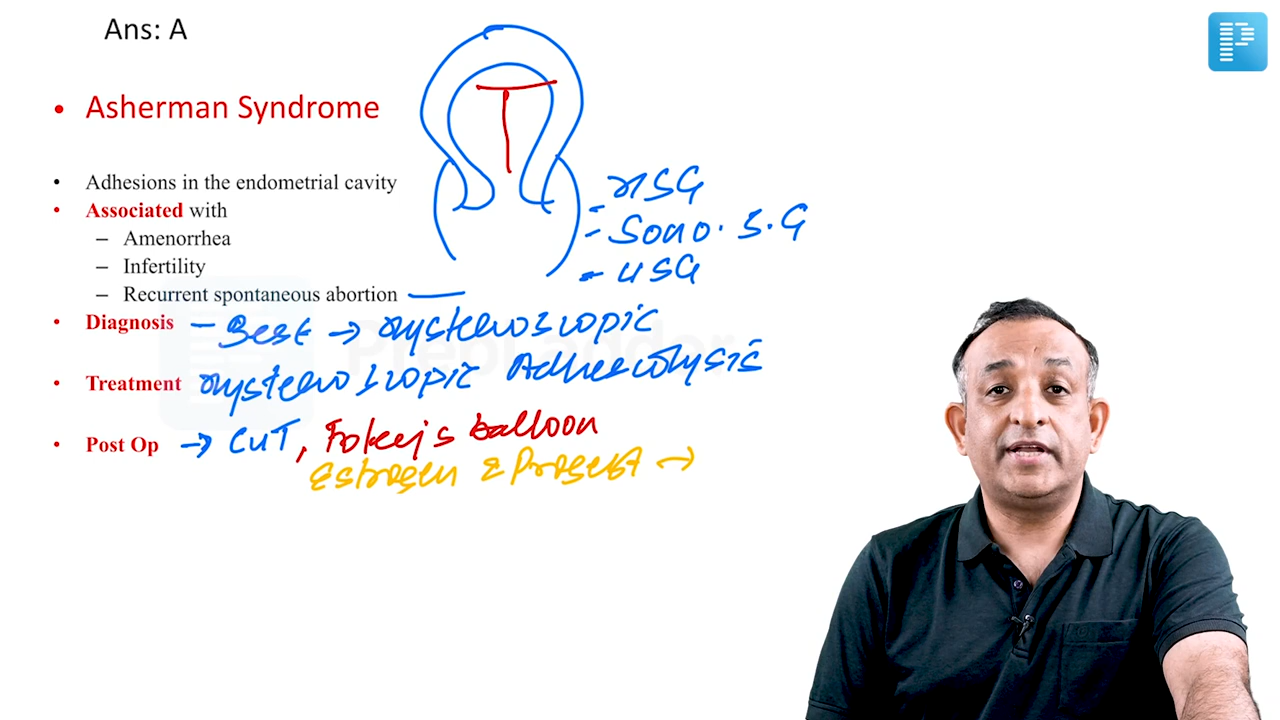 Ans: A
• Asherman Syndrome
• Adhesions in the endometrial cavity
• Associated with
– Amenorrhea
– Infertility
– Recurrent spontaneous abortion
HSG
- Sono. S.G
- USG
• Diagnosis – Best → Hysteroscopic
• Treatment Hysteroscopic Adhesiolysis
• Post Op → CuT, Foley's balloon
Estrogen & Progest →
PrepLadder